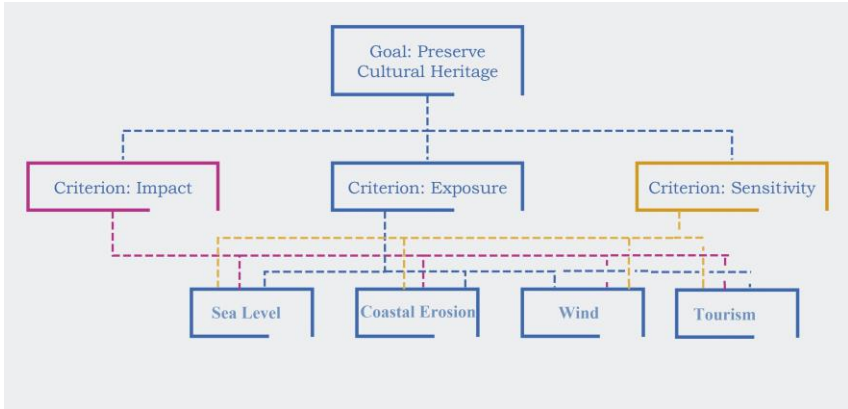 Goal: Preserve
Cultural Heritage
Criterion: Impact
Criterion: Exposure
Criterion: Sensitivity
Sea Level
Coastal Erosion
Wind
Tourism